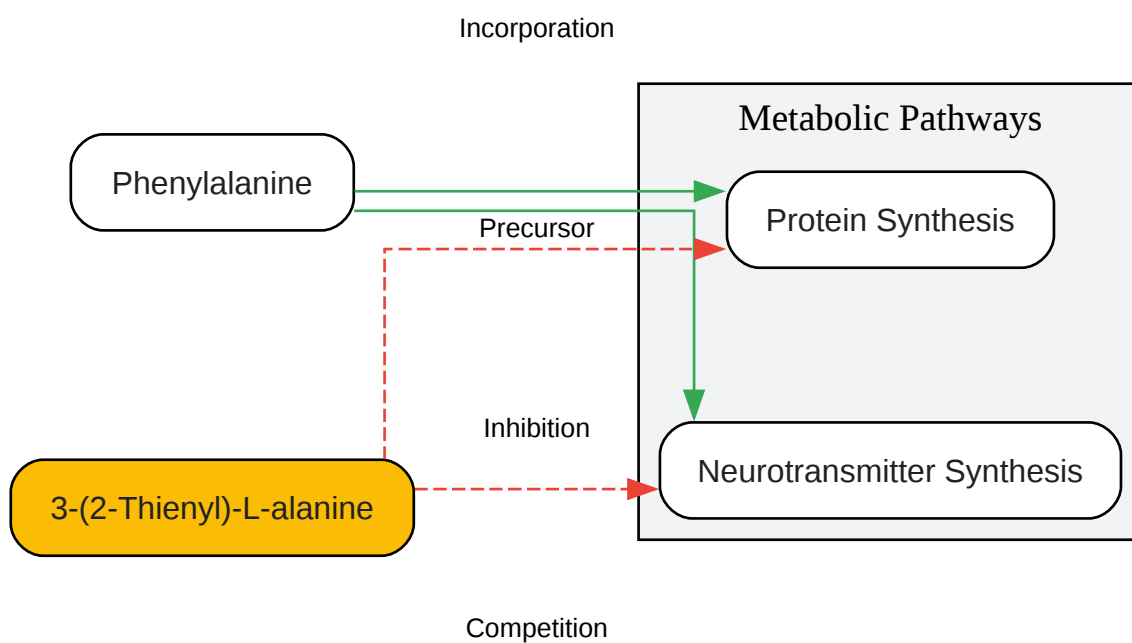 Incorporation
Metabolic Pathways
Phenylalanine
Protein Synthesis
Precursor
Inhibition
Neurotransmitter Synthesis
3-(2-Thienyl)-L-alanine
Competition